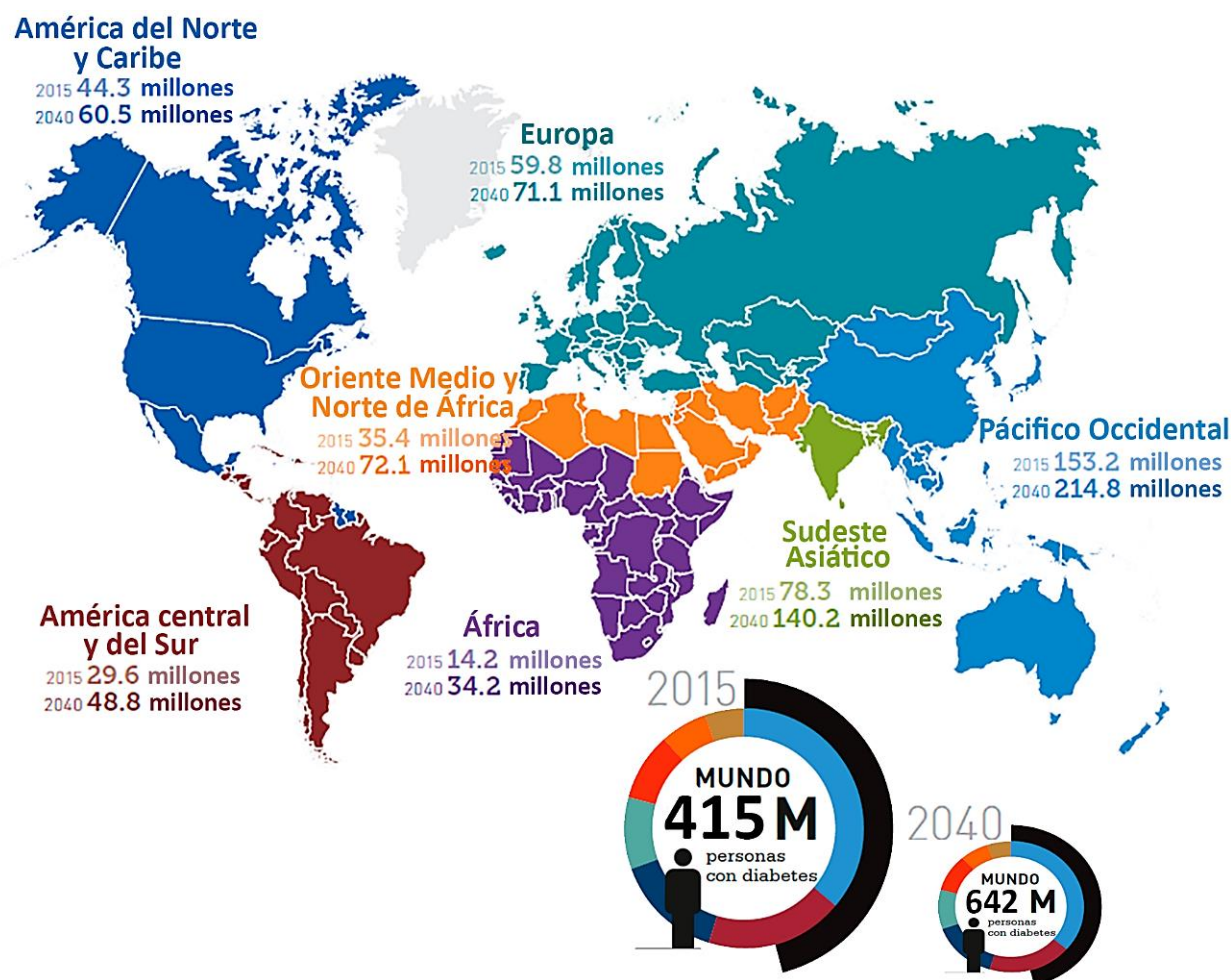 América del Norte
y Caribe
2015 44.3 millones
2040 60.5 millones
Europa
2015 59.8 millones
2040 71.1 millones
Oriente Medio y
Norte de África
2015 35.4 millones
2040 72.1 millones
Pácifico Occidental
2015 153.2 millones
2040 214.8 millones
Sudeste
Asiático
2015 78.3 millones
2040 140.2 millones
América central
y del Sur
2015 29.6 millones
2040 48.8 millones
África
2015 14.2 millones
2040 34.2 millones
2015
MUNDO
415 M
personas
con diabetes
2040
MUNDO
642 M
personas
con diabetes